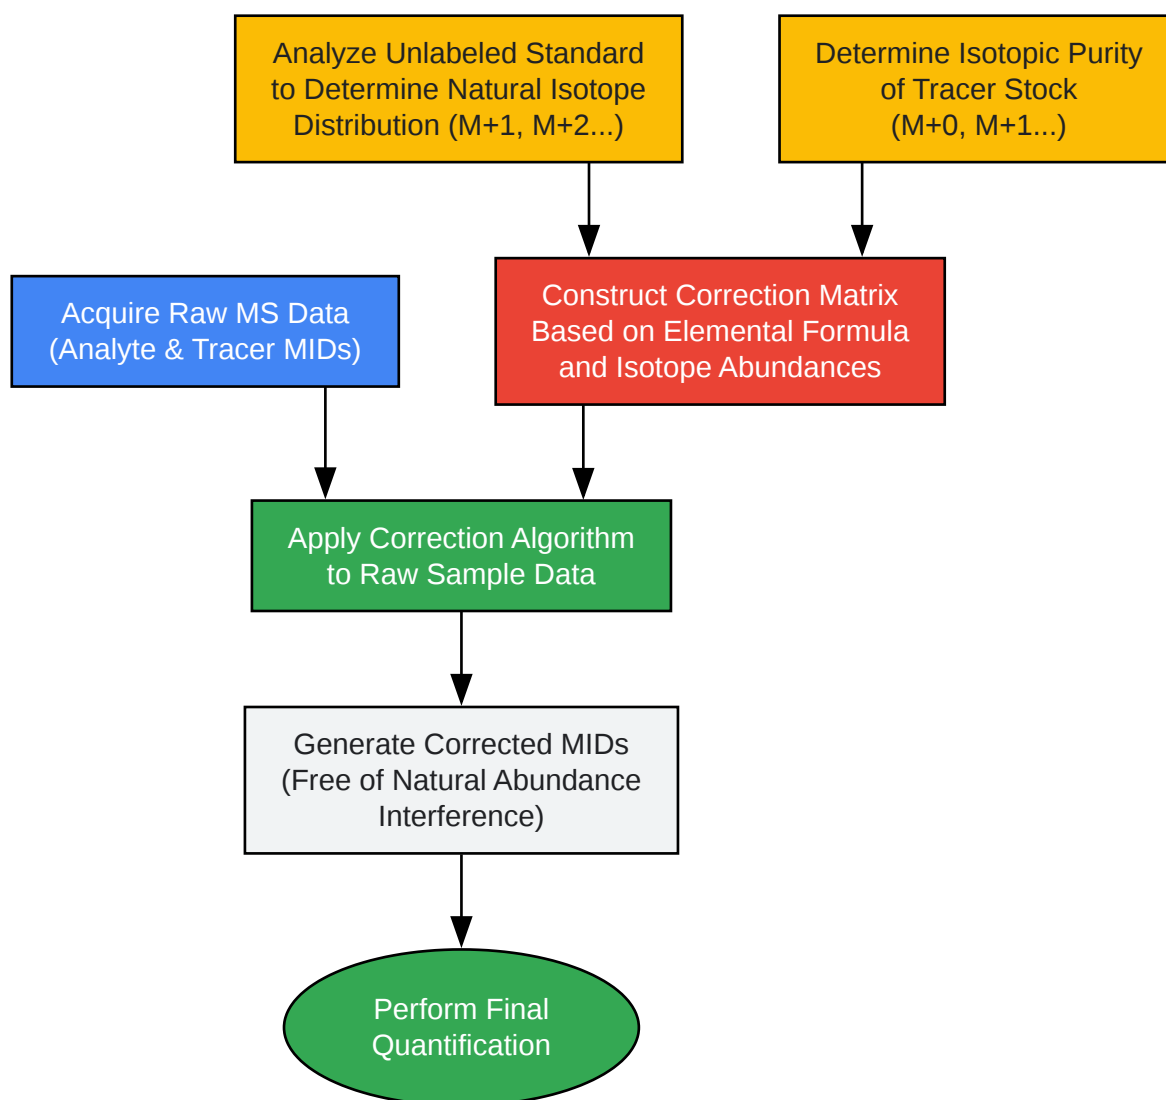 Analyze Unlabeled Standard
to Determine Natural Isotope
Distribution (M+1, M+2...)
Determine Isotopic Purity
of Tracer Stock
(M+0, M+1...)
Acquire Raw MS Data
(Analyte & Tracer MIDs)
Construct Correction Matrix
Based on Elemental Formula
and Isotope Abundances
Apply Correction Algorithm
to Raw Sample Data
Generate Corrected MIDs
(Free of Natural Abundance
Interference)
Perform Final
Quantification